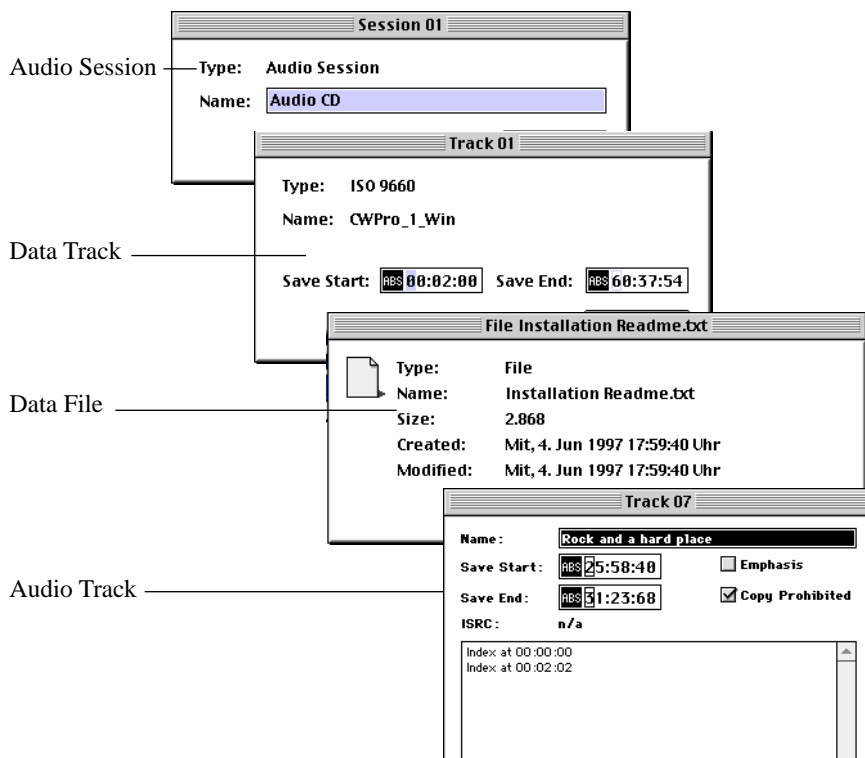 Session 01
Audio Session
Type: Audio Session
Name: Audio CD
Track 01
Type: ISO 9660
Name: CWPro_1_Win
Data Track
Save Start: ABS 00:02:00 Save End: ABS 60:37:54
File Installation Readme.txt
Type: File
Name: Installation Readme.txt
Data File
Size: 2.868
Created: Mit, 4. Jun 1997 17:59:40 Uhr
Modified: Mit, 4. Jun 1997 17:59:40 Uhr
Track 07
Name: Rock and a hard place
Save Start: ABS 25:58:40 Emphasis
Audio Track
Save End: ABS 31:23:68 Copy Prohibited
ISRC: n/a
Index at 00:00:00
Index at 00:02:02